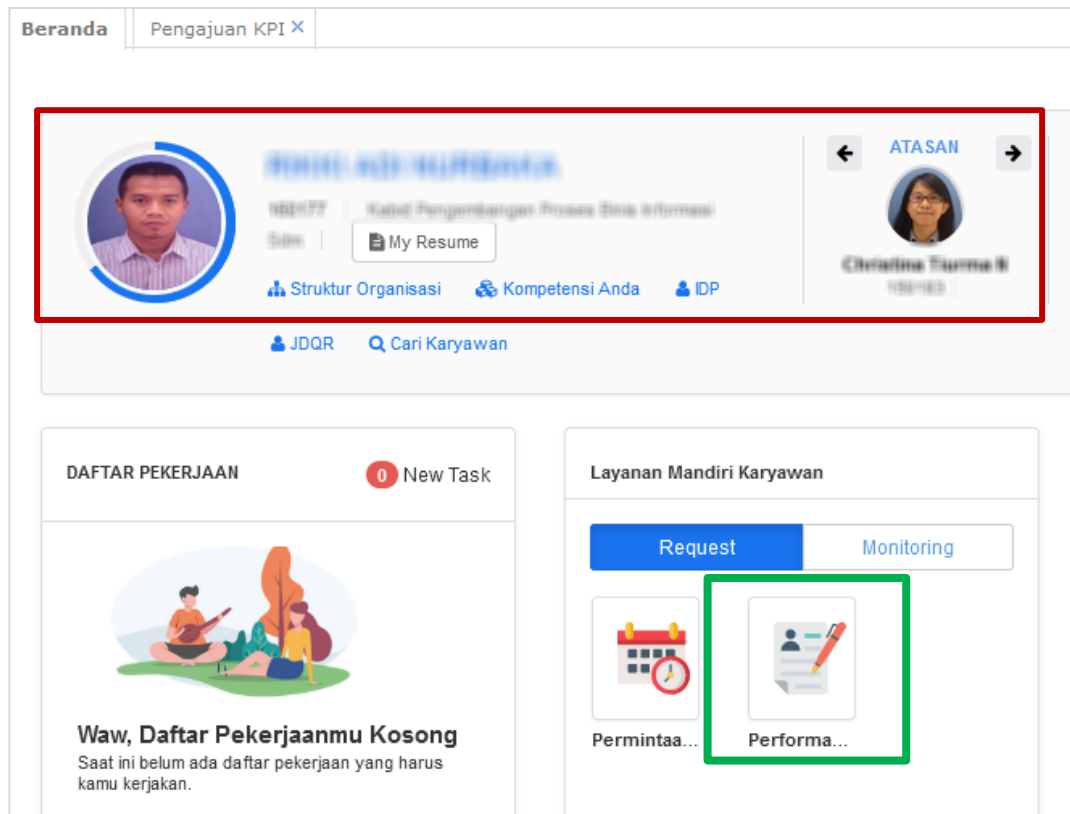 Beranda
Pengajuan KPI ×
ATASAN
My Resume
Struktur Organisasi
Kompetensi Anda
IDP
JDQR
Cari Karyawan
DAFTAR PEKERJAAN
0 New Task
Waw, Daftar Pekerjaanmu Kosong
Saat ini belum ada daftar pekerjaan yang harus
kamu kerjakan.
Layanan Mandiri Karyawan
Request
Monitoring
Permintaa...
Performa...